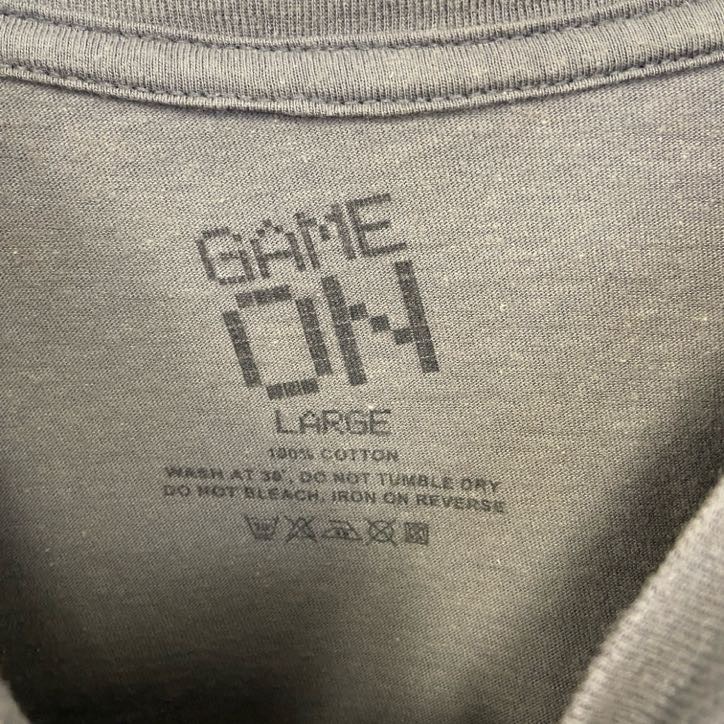 GAME
ON
LARGE
100% COTTON
WASH AT 30°, DO NOT TUMBLE DRY
DO NOT BLEACH, IRON ON REVERSE